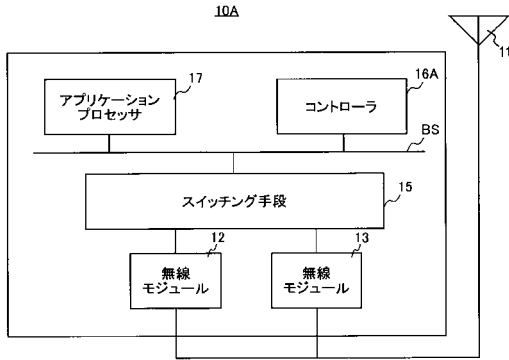 10A
11
17
アプリケーション
プロセッサ
16A
コントローラ
BS
スイッチング手段
15
12
無線
モジュール
13
無線
モジュール